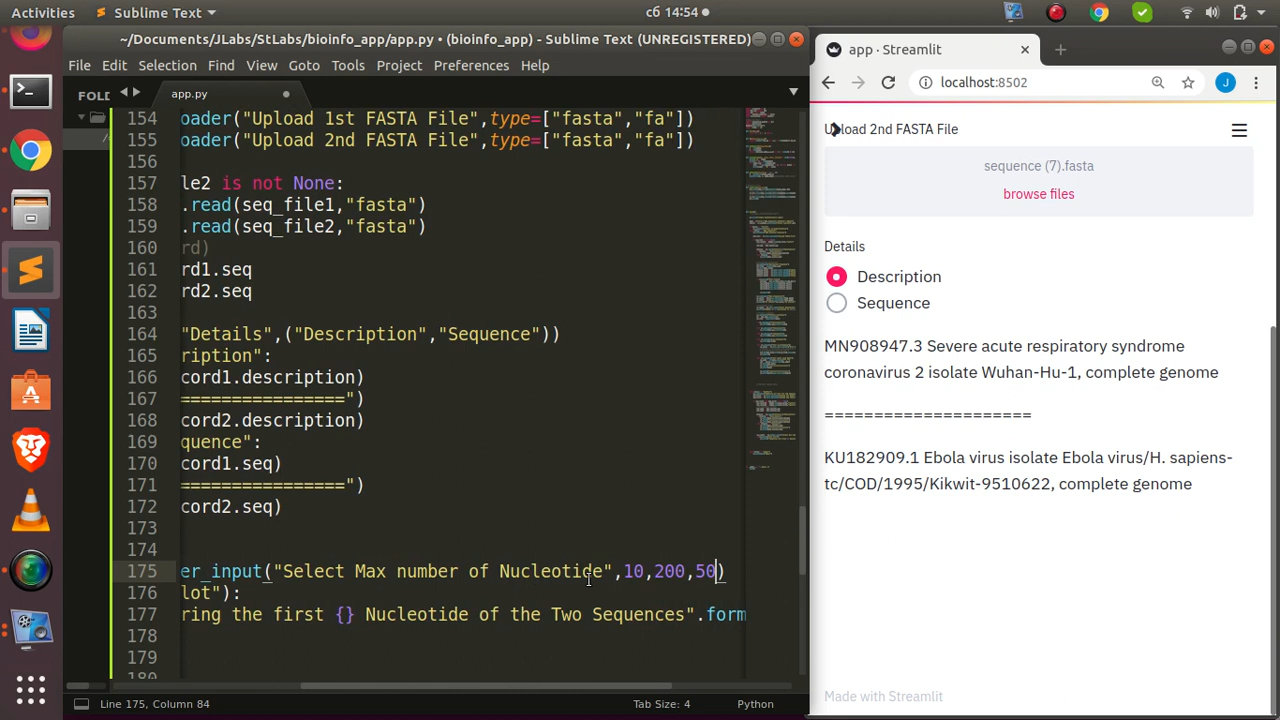 Activities
Sublime Text
сб 14:54
~/Documents/JLabs/StLabs/bioinfo_app/app.py • (bioinfo_app) - Sublime Text (UNREGISTERED)
File Edit Selection Find View Goto Tools Project Preferences Help
FOLD
app.py
154 oader("Upload 1st FASTA File",type=["fasta","fa"])
155 oader("Upload 2nd FASTA File",type=["fasta","fa"])
156
157 le2 is not None:
158 .read(seq_file1,"fasta")
159 .read(seq_file2,"fasta")
160 rd)
161 rd1.seq
162 rd2.seq
163
164 "Details",("Description","Sequence"))
165 ription":
166 cord1.description)
167 ===============")
168 cord2.description)
169 quence":
170 cord1.seq)
171 ===============")
172 cord2.seq)
173
174
175 er_input("Select Max number of Nucleotide",10,200,50)
176 lot"):
177 ring the first {} Nucleotide of the Two Sequences".form
178
179
180
Line 175, Column 84
Tab Size: 4
Python
app · Streamlit
localhost:8502
J
Upload 2nd FASTA File
sequence (7).fasta
browse files
Details
Description
Sequence
MN908947.3 Severe acute respiratory syndrome
coronavirus 2 isolate Wuhan-Hu-1, complete genome
=====================
KU182909.1 Ebola virus isolate Ebola virus/H. sapiens-
tc/COD/1995/Kikwit-9510622, complete genome
Made with Streamlit